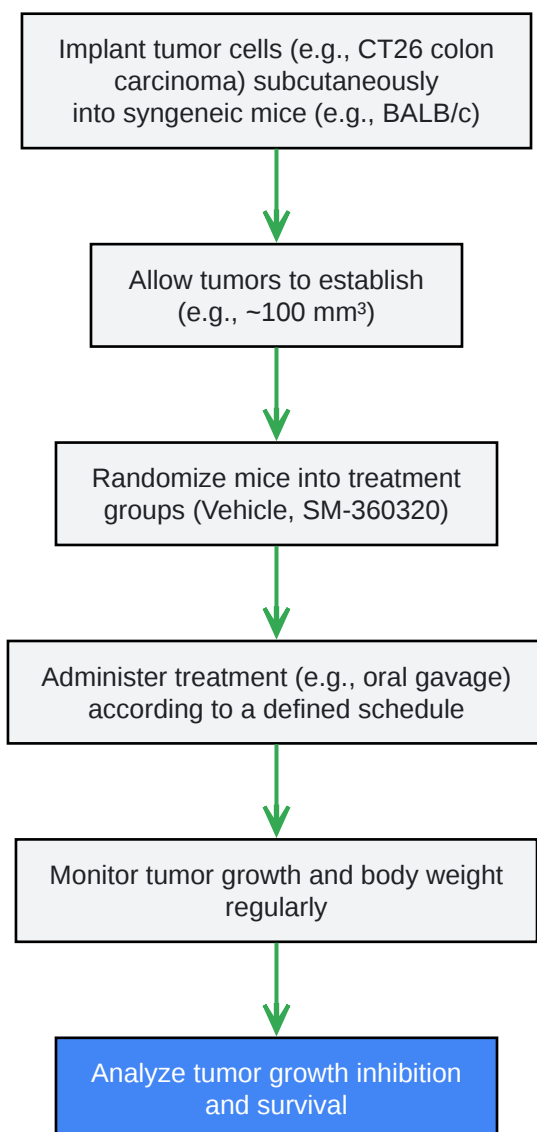 Implant tumor cells (e.g., CT26 colon
carcinoma) subcutaneously
into syngeneic mice (e.g., BALB/c)
Allow tumors to establish
(e.g., ~100 mm³)
Randomize mice into treatment
groups (Vehicle, SM-360320)
Administer treatment (e.g., oral gavage)
according to a defined schedule
Monitor tumor growth and body weight
regularly
Analyze tumor growth inhibition
and survival